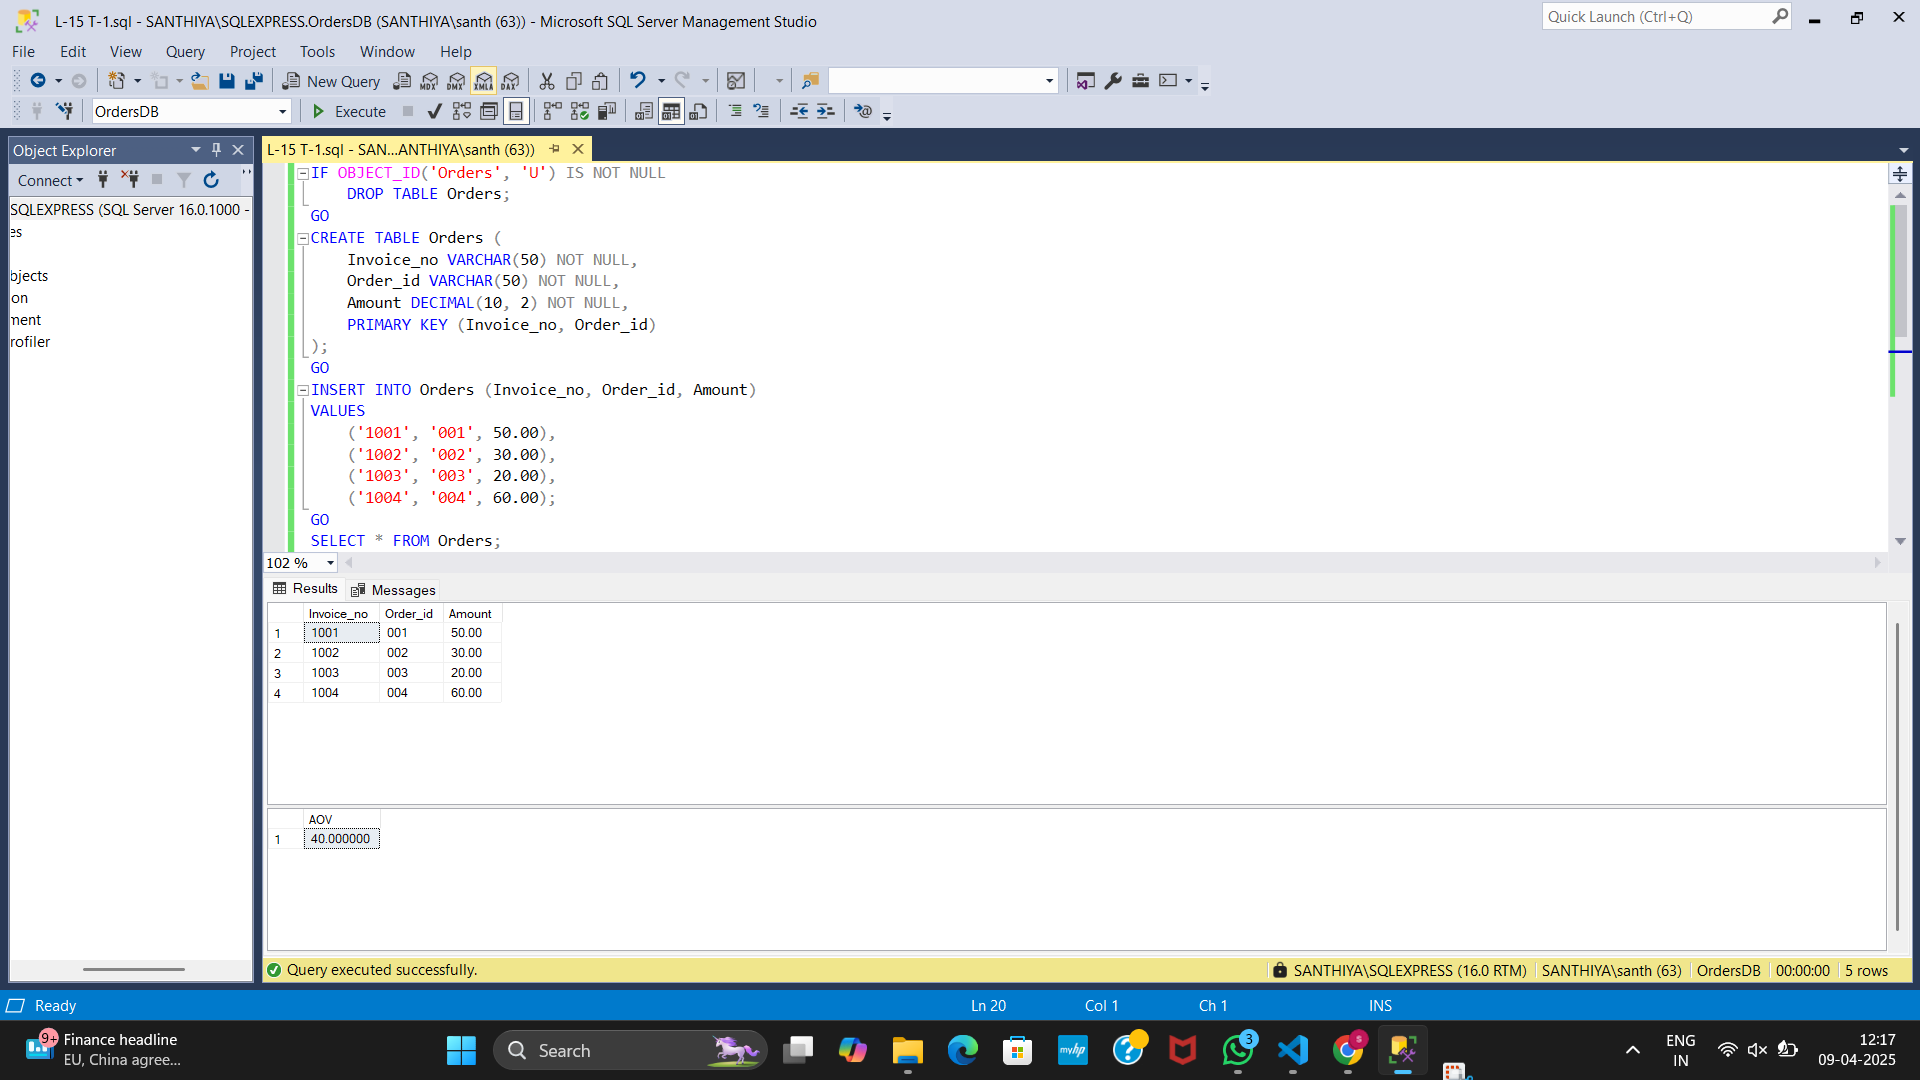 L-15 T-1.sql - SANTHIYA\SQLEXPRESS.OrdersDB (SANTHIYA\santh (63)) - Microsoft SQL Server Management Studio
Quick Launch (Ctrl+Q)
File Edit View Query Project Tools Window Help
New Query MDX DMX XMLA DAX
OrdersDB Execute
Object Explorer
L-15 T-1.sql - SAN...ANTHIYA\santh (63))
Connect
SQLEXPRESS (SQL Server 16.0.1000 -
es
bjects
on
ment
rofiler
IF OBJECT_ID('Orders', 'U') IS NOT NULL
DROP TABLE Orders;
GO
CREATE TABLE Orders (
Invoice_no VARCHAR(50) NOT NULL,
Order_id VARCHAR(50) NOT NULL,
Amount DECIMAL(10, 2) NOT NULL,
PRIMARY KEY (Invoice_no, Order_id)
);
GO
INSERT INTO Orders (Invoice_no, Order_id, Amount)
VALUES
('1001', '001', 50.00),
('1002', '002', 30.00),
('1003', '003', 20.00),
('1004', '004', 60.00);
GO
SELECT * FROM Orders;
102 %
Results Messages
Invoice_no Order_id Amount
1 1001 001 50.00
2 1002 002 30.00
3 1003 003 20.00
4 1004 004 60.00
AOV
1 40.000000
Query executed successfully. SANTHIYA\SQLEXPRESS (16.0 RTM) SANTHIYA\santh (63) OrdersDB 00:00:00 5 rows
Ready Ln 20 Col 1 Ch 1 INS
9+ Finance headline
EU, China agree...
Search
myhp
3
S
ENG
IN
12:17
09-04-2025